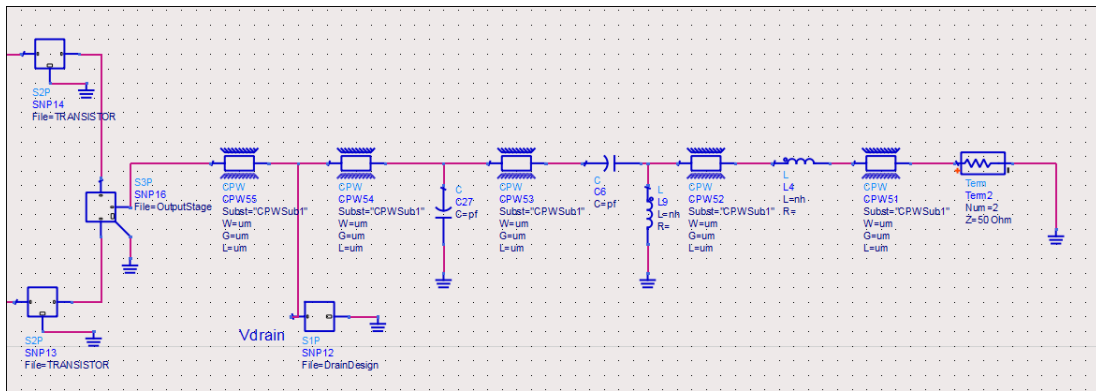 S2P
SNP14
File=TRANSISTOR
S3P
SNP16
File=OutputStage
S2P
SNP13
File=TRANSISTOR
CPW
CPW55
Subst="CPWSub1"
W=um
G=um
L=um
Vdrain
S1P
SNP12
File=DrainDesign
CPW
CPW54
Subst="CPWSub1"
W=um
G=um
L=um
C
C27
C=pf
CPW
CPW53
Subst="CPWSub1"
W=um
G=um
L=um
C
C6
C=pf
L
L9
L=nh
R=
CPW
CPW52
Subst="CPWSub1"
W=um
G=um
L=um
L
L4
L=nh
R=
CPW
CPW51
Subst="CPWSub1"
W=um
G=um
L=um
Term
Term2
Num=2
Z=50 Ohm